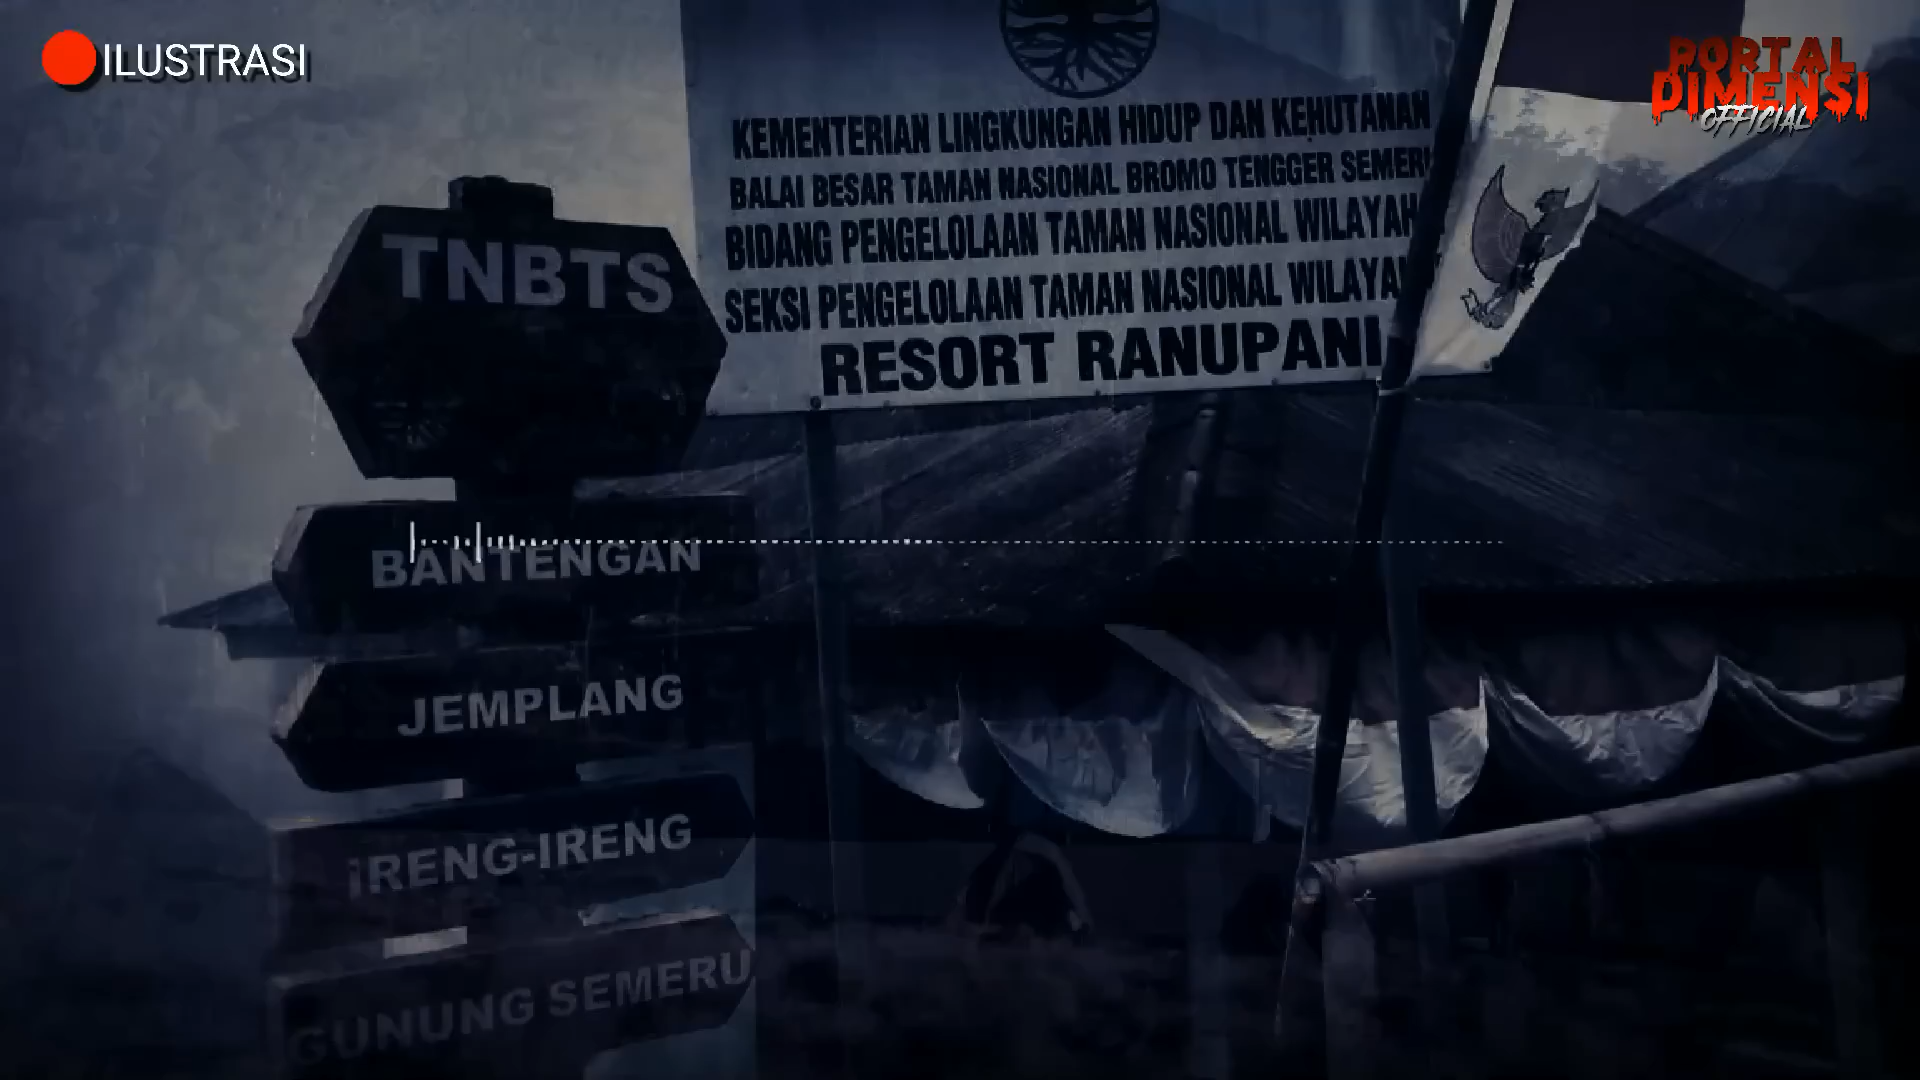 ILUSTRASI
PORTAL
DIMENSI
OFFICIAL
KEMENTERIAN LINGKUNGAN HIDUP DAN KEHUTANAN
BALAI BESAR TAMAN NASIONAL BROMO TENGGER SEMERU
BIDANG PENGELOLAAN TAMAN NASIONAL WILAYAH
SEKSI PENGELOLAAN TAMAN NASIONAL WILAYAH
RESORT RANUPANI
TNBTS
BANTENGAN
JEMPLANG
iRENG-IRENG
GUNUNG SEMERU